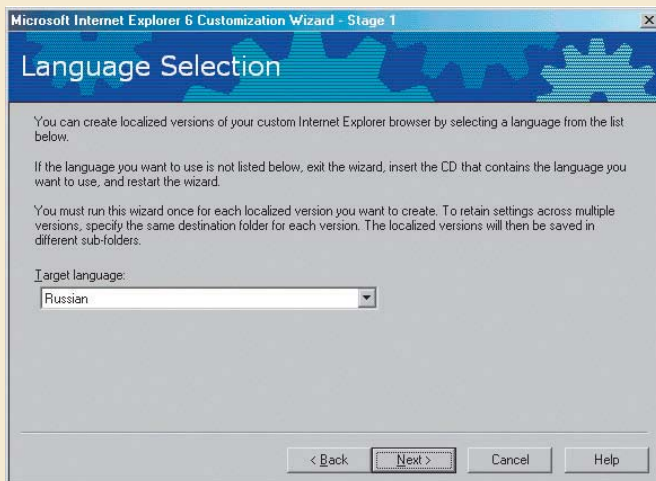 Microsoft Internet Explorer 6 Customization Wizard - Stage 1
Language Selection
You can create localized versions of your custom Internet Explorer browser by selecting a language from the list
below.
If the language you want to use is not listed below, exit the wizard, insert the CD that contains the language you
want to use, and restart the wizard.
You must run this wizard once for each localized version you want to create. To retain settings across multiple
versions, specify the same destination folder for each version. The localized versions will then be saved in
different sub-folders.
Target language:
Russian
< Back Next > Cancel Help